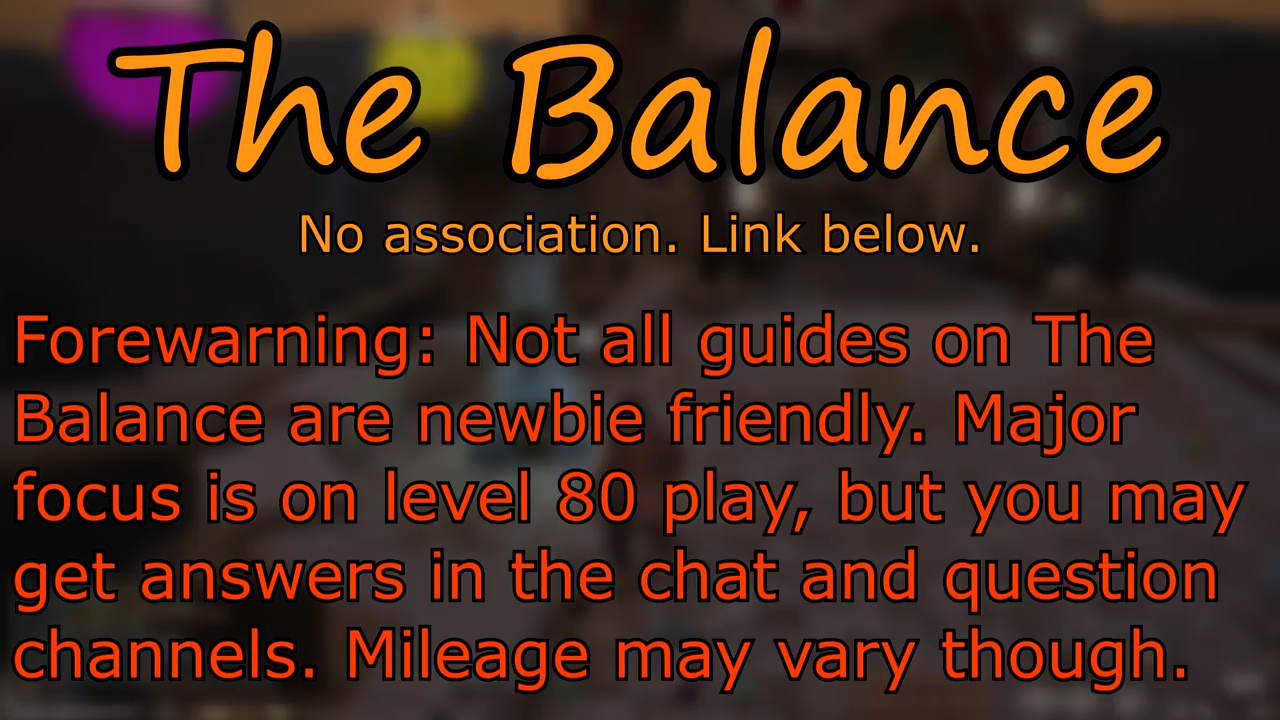 The Balance
No association. Link below.
Forewarning: Not all guides on The
Balance are newbie friendly. Major
focus is on level 80 play, but you may
get answers in the chat and question
channels. Mileage may vary though.